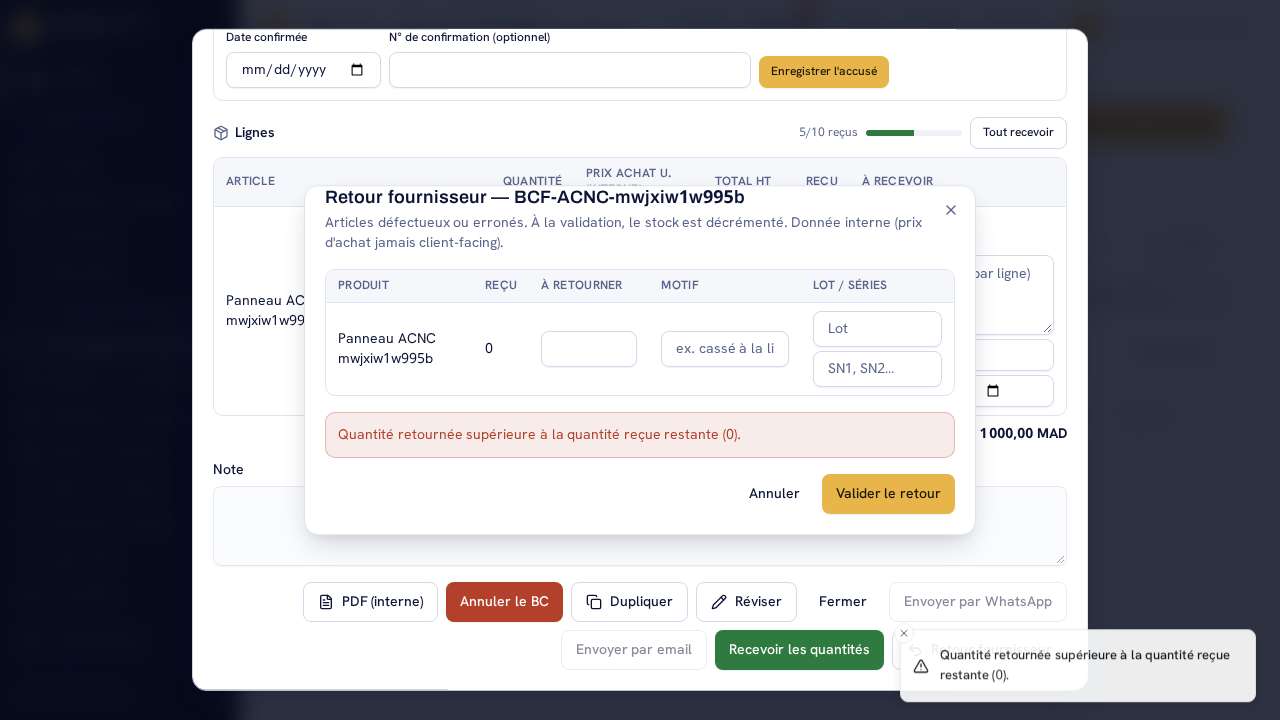 Date confirmée
N° de confirmation (optionnel)
mm/dd/yyyy
Enregistrer l'accusé
Lignes
5/10 reçus
Tout recevoir
ARTICLE
QUANTITÉ
PRIX ACHAT U.
TOTAL HT
REÇU
À RECEVOIR
Retour fournisseur — BCF-ACNC-mwjxiw1w995b
Articles défectueux ou erronés. À la validation, le stock est décrémenté. Donnée interne (prix
d'achat jamais client-facing).
PRODUIT
REÇU
À RETOURNER
MOTIF
LOT / SÉRIES
Panneau ACNC
mwjxiw1w995b
0
ex. cassé à la li
Lot
SN1, SN2…
Quantité retournée supérieure à la quantité reçue restante (0).
Annuler
Valider le retour
par ligne)
Panneau AC
mwjxiw1w99
1 000,00 MAD
Note
PDF (interne)
Annuler le BC
Dupliquer
Réviser
Fermer
Envoyer par WhatsApp
Envoyer par email
Recevoir les quantités
Quantité retournée supérieure à la quantité reçue
restante (0).